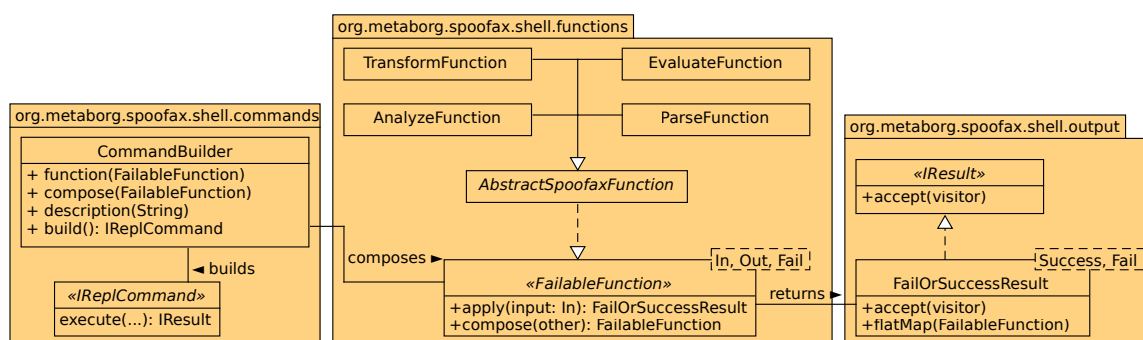 org.metaborg.spoofax.shell.commands
CommandBuilder
+ function(FailableFunction)
+ compose(FailableFunction)
+ description(String)
+ build(): IReplCommand
◄ builds
«IReplCommand»
execute(...): IResult
composes ►
org.metaborg.spoofax.shell.functions
TransformFunction
EvaluateFunction
AnalyzeFunction
ParseFunction
AbstractSpoofaxFunction
In, Out, Fail
«FailableFunction»
+apply(input: In): FailOrSuccessResult
+compose(other): FailableFunction
returns ►
org.metaborg.spoofax.shell.output
«IResult»
+accept(visitor)
Success, Fail
FailOrSuccessResult
+accept(visitor)
+flatMap(FailableFunction)